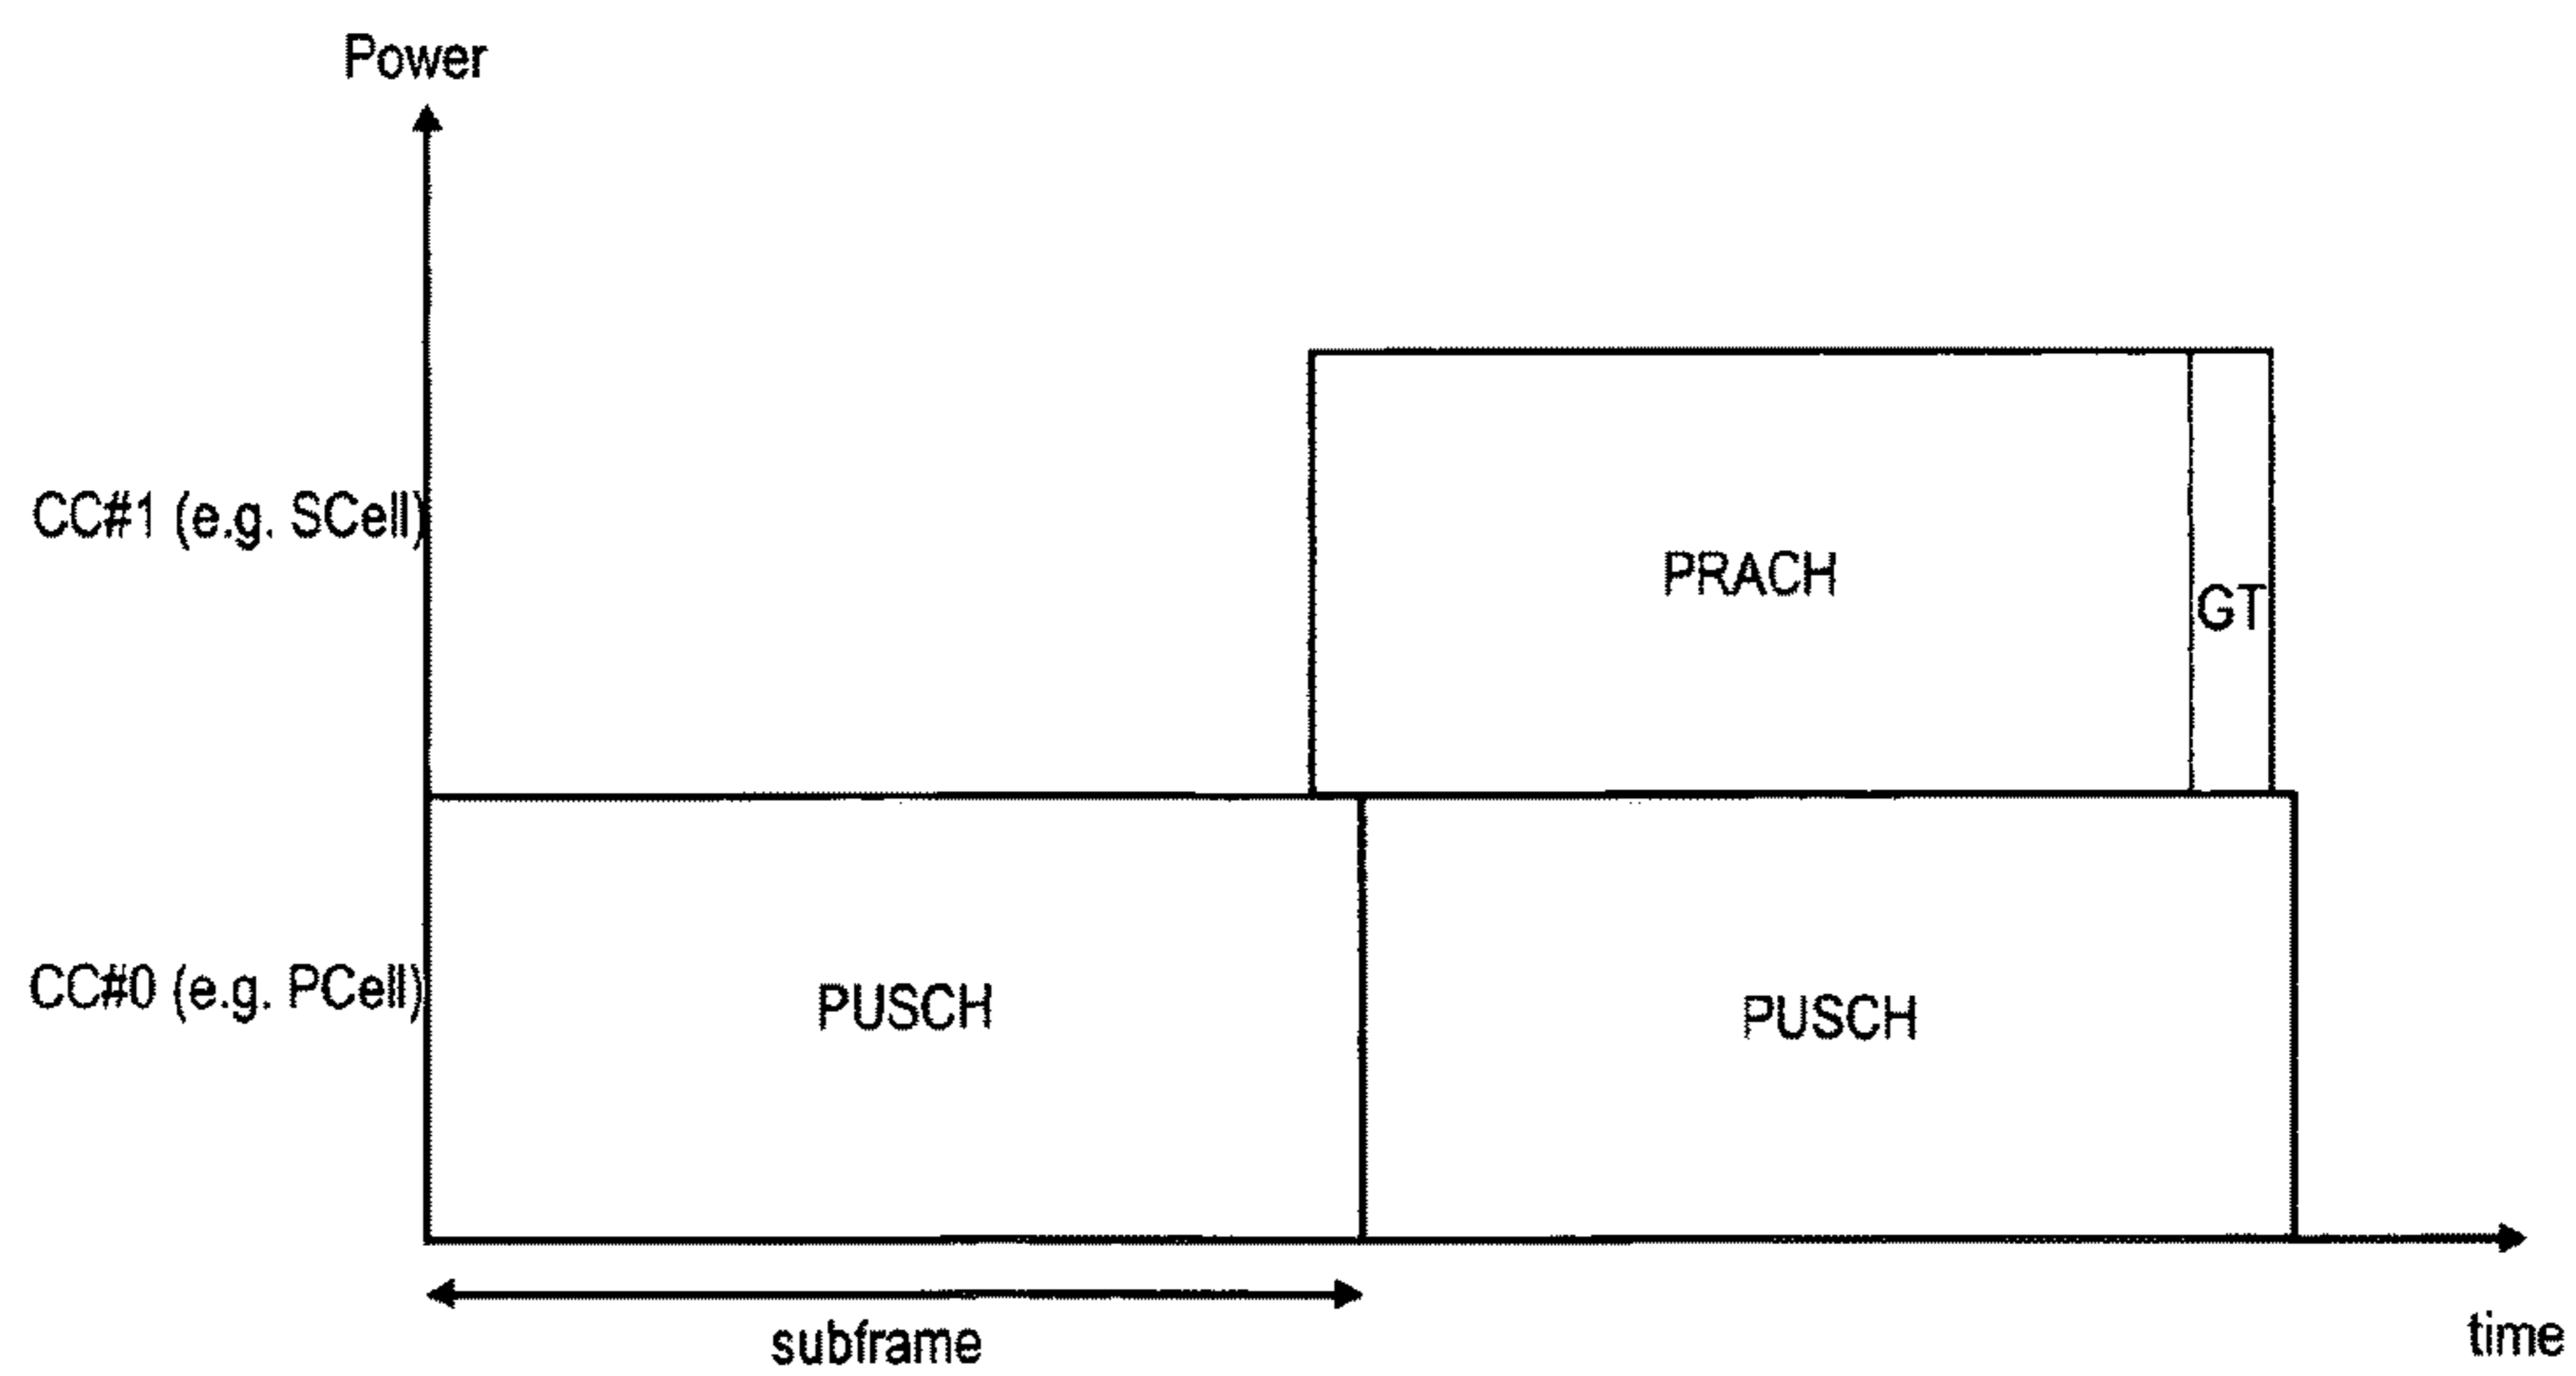 Power
CC#1 (e.g. SCell)
PRACH
GT
CC#0 (e.g. PCell)
PUSCH
PUSCH
subframe
time